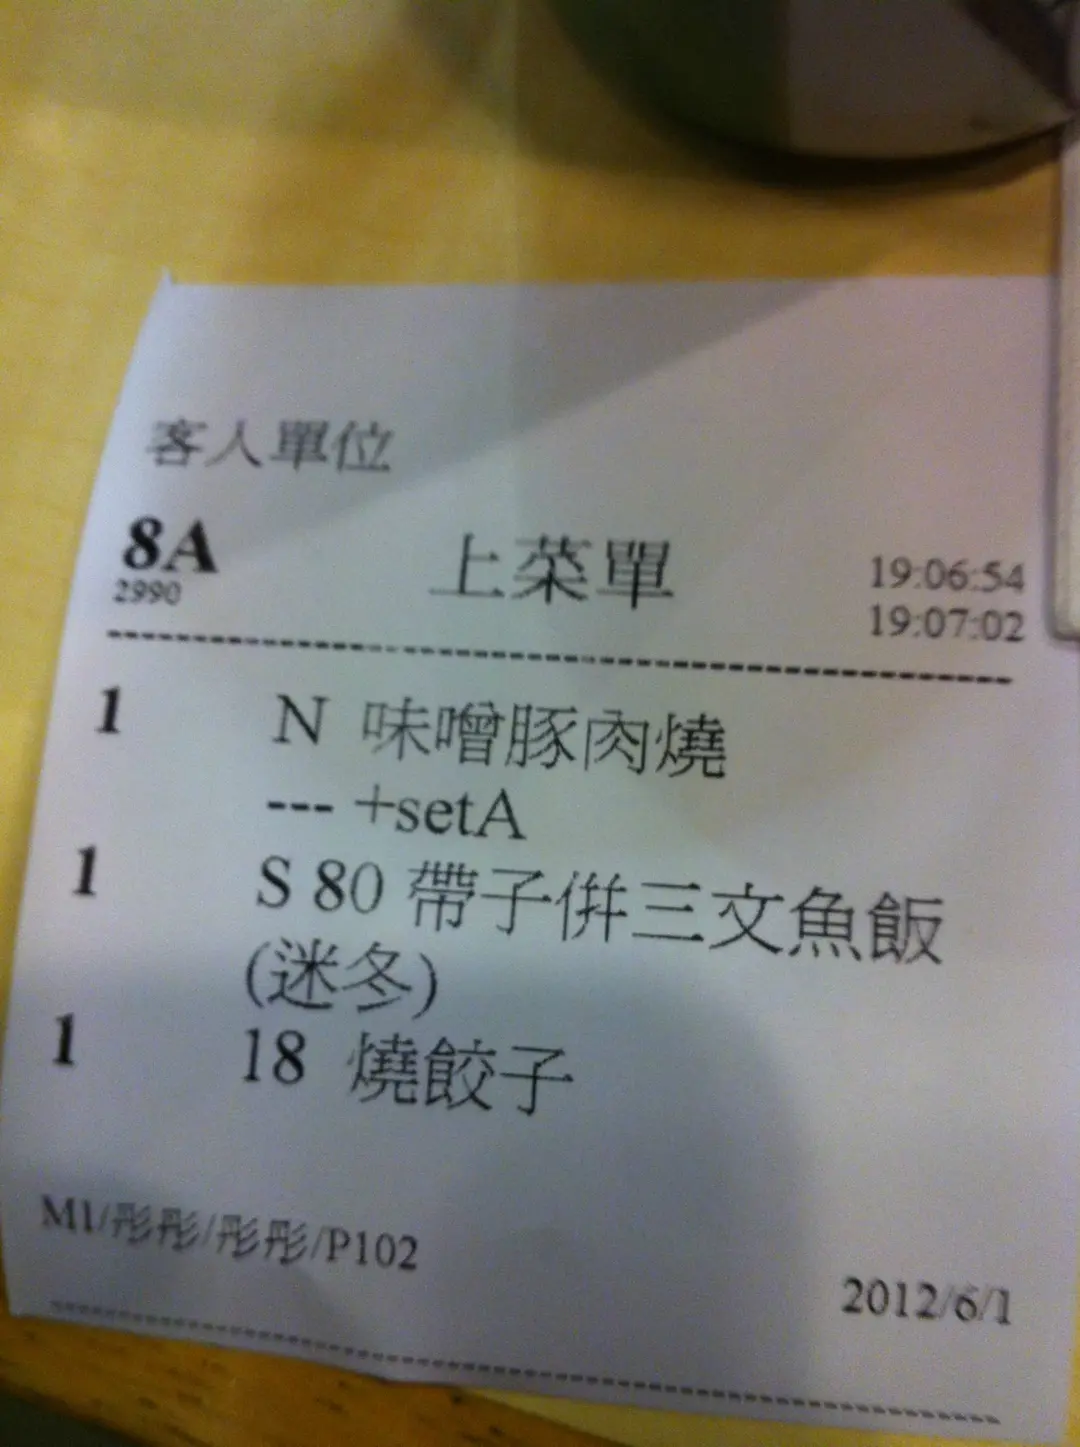 客人單位
8A 上菜單 19:06:54
2990 19:07:02
1 N 味噌豚肉燒
--- +setA
1 S 80 帶子併三文魚飯
(迷冬)
1 18 燒餃子
M1/彤彤/彤彤/P102
2012/6/1